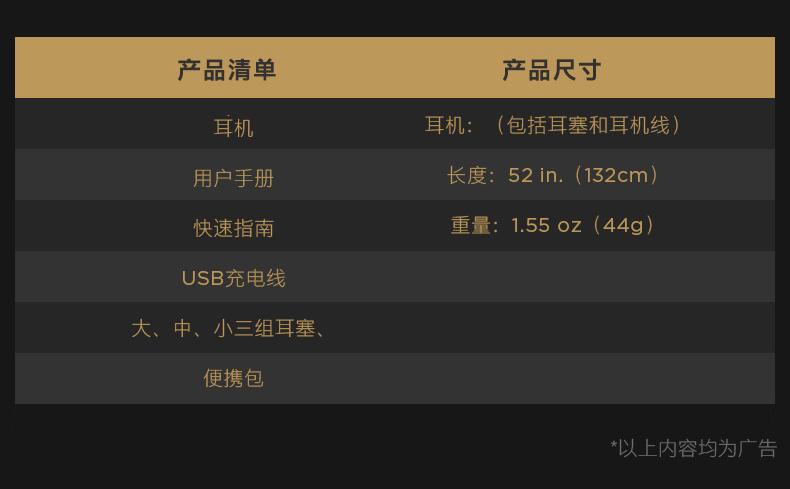 产品清单 产品尺寸
耳机 耳机：（包括耳塞和耳机线）
用户手册 长度：52 in.（132cm）
快速指南 重量：1.55 oz（44g）
USB充电线
大、中、小三组耳塞、
便携包
*以上内容均为广告